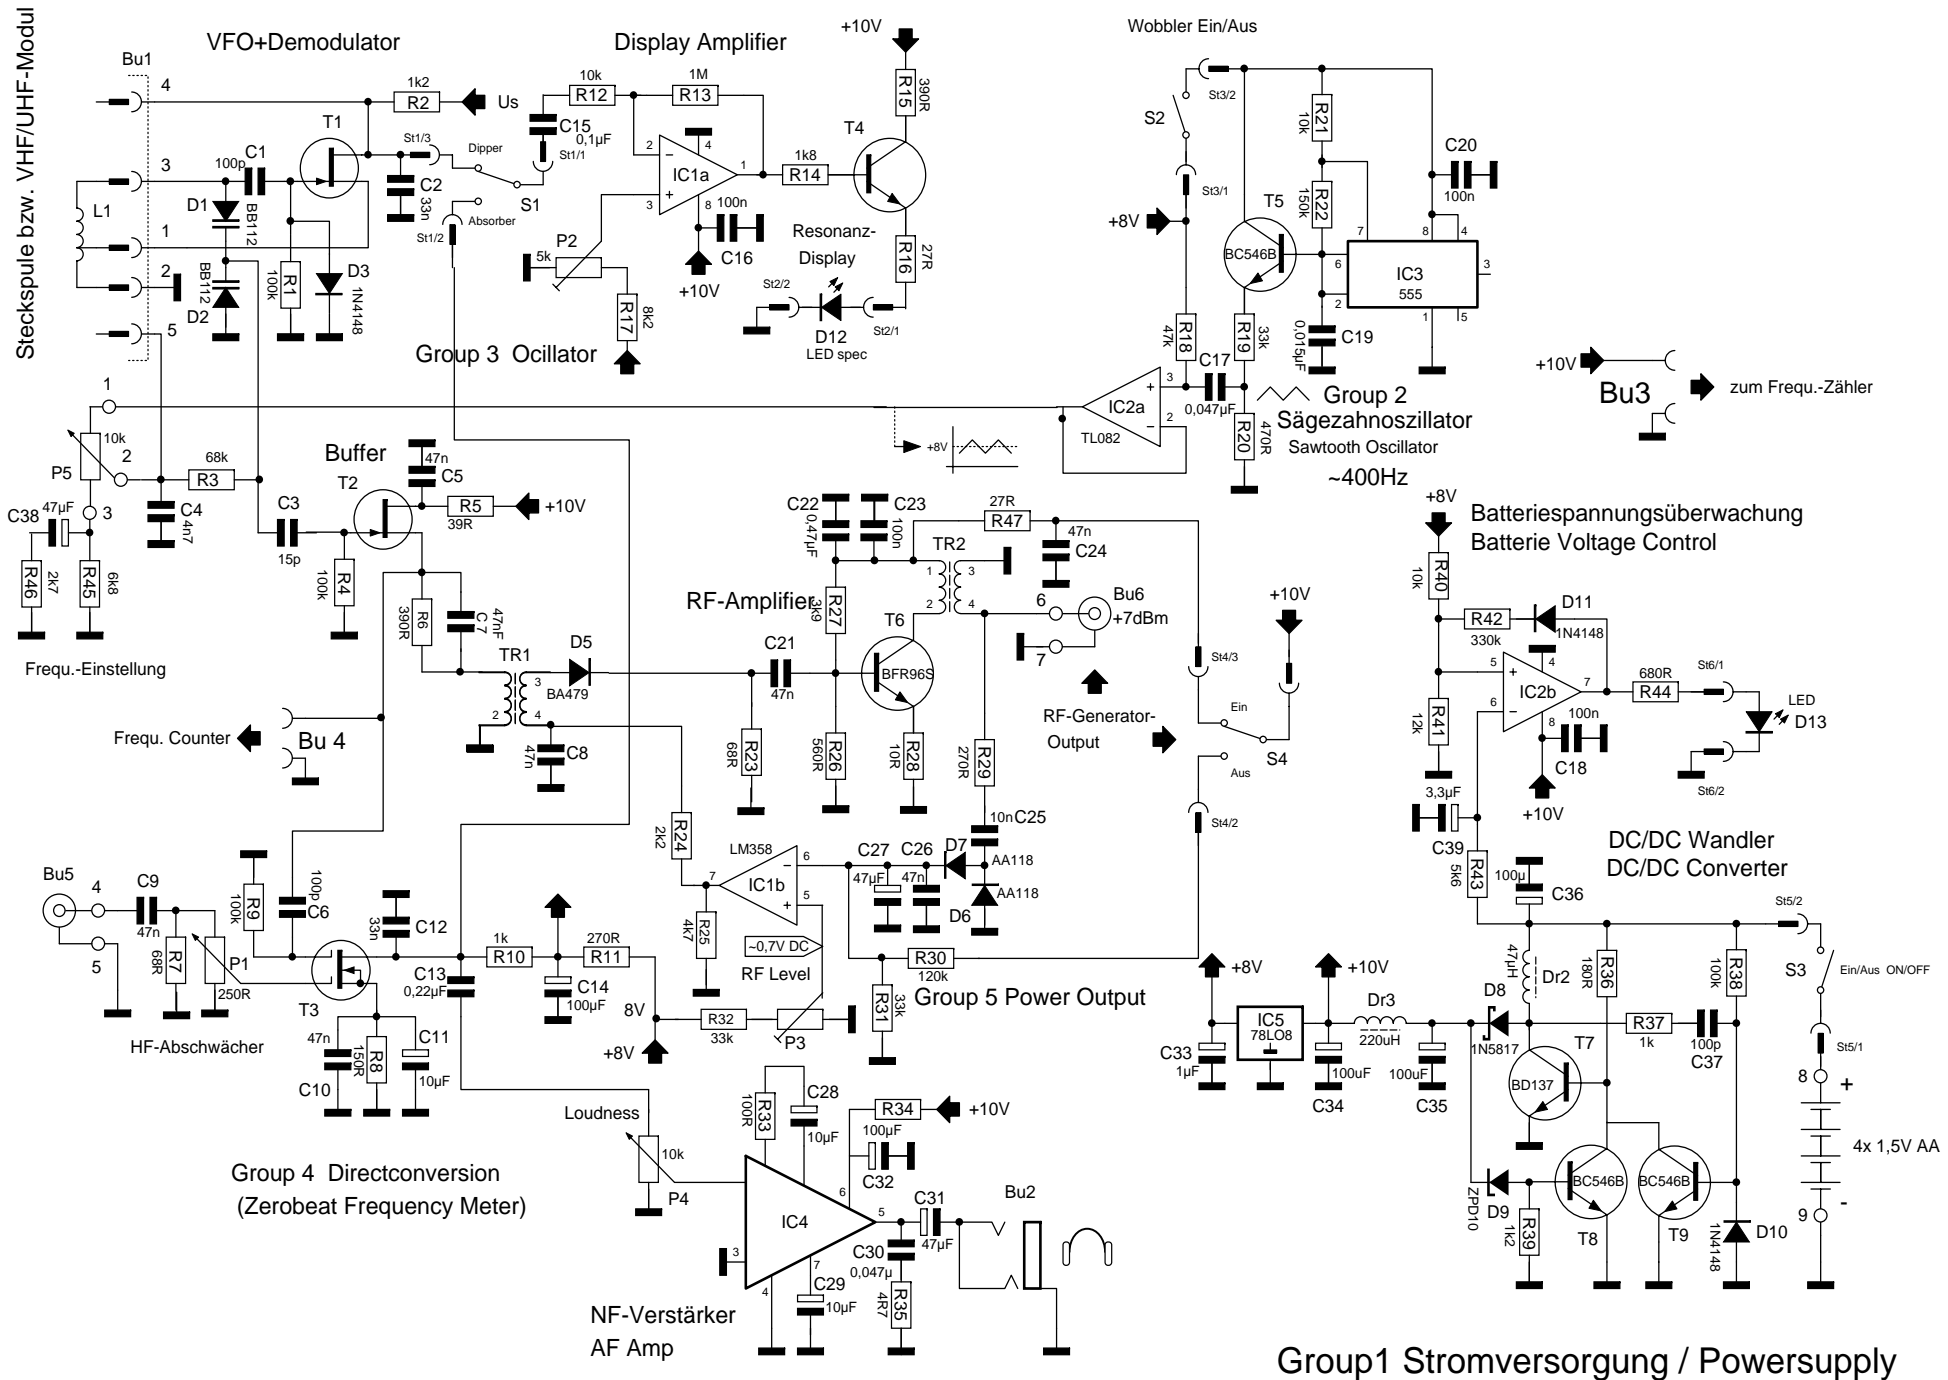 Steckspule bzw. VHF/UHF-Modul
VFO+Demodulator
Display Amplifier
+10V
Wobbler Ein/Aus
Bu1
4
1k2
R2
Us
T1
St1/3
Dipper
S1
Absorber
St1/2
3
100p
C1
D1
BB112
L1
1
2
BB112
D2
5
R1
100k
D3
1N4148
C2
33n
10k
R12
1M
R13
C15
0,1µF
St1/1
2
4
IC1a
1
3
8
100n
C16
+10V
P2
5k
R17
8k2
1k8
R14
T4
R15
390R
R16
27R
Resonanz-
Display
St2/2
D12
LED spec
St2/1
Group 3 Ocillator
S2
St3/2
St3/1
+8V
R21
10k
R22
150k
T5
BC546B
C20
100n
7
8
4
6
IC3
555
3
2
1
5
C19
0,015µF
R18
47k
R19
33k
C17
0,047µF
3
IC2a
2
TL082
R20
470R
Group 2
Sägezahnoszillator
Sawtooth Oscillator
~400Hz
+8V
+10V
Bu3
zum Frequ.-Zähler
1
10k
P5
2
3
68k
R3
47µF
C38
C4
4n7
R46
2k7
R45
6k8
Frequ.-Einstellung
Buffer
T2
47n
C5
R5
39R
+10V
C3
15p
R4
100k
R6
390R
47nF
C 7
TR1
3
2
4
D5
BA479
C8
47n
Frequ. Counter
Bu 4
RF-Amplifier
C22
0,47µF
C23
100n
R27
3k9
27R
R47
TR2
1
3
2
4
47n
C24
T6
BFR96S
C21
47n
R23
68R
R26
560R
R28
10R
R29
270R
6
Bu6
+7dBm
7
RF-Generator-
Output
St4/3
+10V
Ein
Aus
S4
St4/2
10n
C25
AA118
D7
AA118
D6
C26
47n
C27
47µF
LM358
7
IC1b
6
5
R24
2k2
R25
4k7
~0,7V DC
RF Level
R30
120k
R31
33k
Group 5 Power Output
Bu5
4
5
C9
47n
R7
68R
P1
250R
R9
100k
100p
C6
T3
33n
C12
HF-Abschwächer
47n
C10
R8
150R
C11
10µF
C13
0,22µF
1k
R10
270R
R11
C14
100µF
8V
+8V
R32
33k
P3
Group 4 Directconversion
(Zerobeat Frequency Meter)
Loudness
10k
P4
R33
100R
C28
10µF
R34
+10V
100µF
C32
6
IC4
5
3
7
4
C31
47µF
C30
0,047µ
R35
4R7
C29
10µF
Bu2
NF-Verstärker
AF Amp
+8V
Batteriespannungsüberwachung
Batterie Voltage Control
R40
10k
R41
12k
R42
330k
D11
1N4148
5
4
IC2b
7
6
8
100n
C18
+10V
680R
R44
St6/1
LED
D13
St6/2
3,3µF
C39
R43
5k6
DC/DC Wandler
DC/DC Converter
100µ
C36
47µH
Dr2
R36
180R
R38
100k
St5/2
S3
Ein/Aus ON/OFF
St5/1
8
+
4x 1,5V AA
-
9
+8V
+10V
IC5
78LO8
C33
1µF
Dr3
220uH
100uF
C34
100uF
C35
D8
1N5817
T7
BD137
R37
1k
100p
C37
ZPD10
D9
R39
1k2
BC546B
T8
BC546B
T9
1N4148
D10
Group1 Stromversorgung / Powersupply